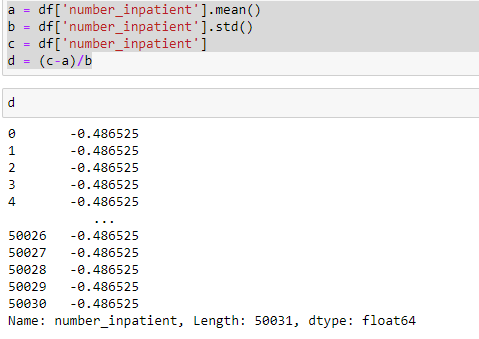 a = df['number_inpatient'].mean()
b = df['number_inpatient'].std()
c = df['number_inpatient']
d = (c-a)/b
d
0 -0.486525
1 -0.486525
2 -0.486525
3 -0.486525
4 -0.486525
...
50026 -0.486525
50027 -0.486525
50028 -0.486525
50029 -0.486525
50030 -0.486525
Name: number_inpatient, Length: 50031, dtype: float64